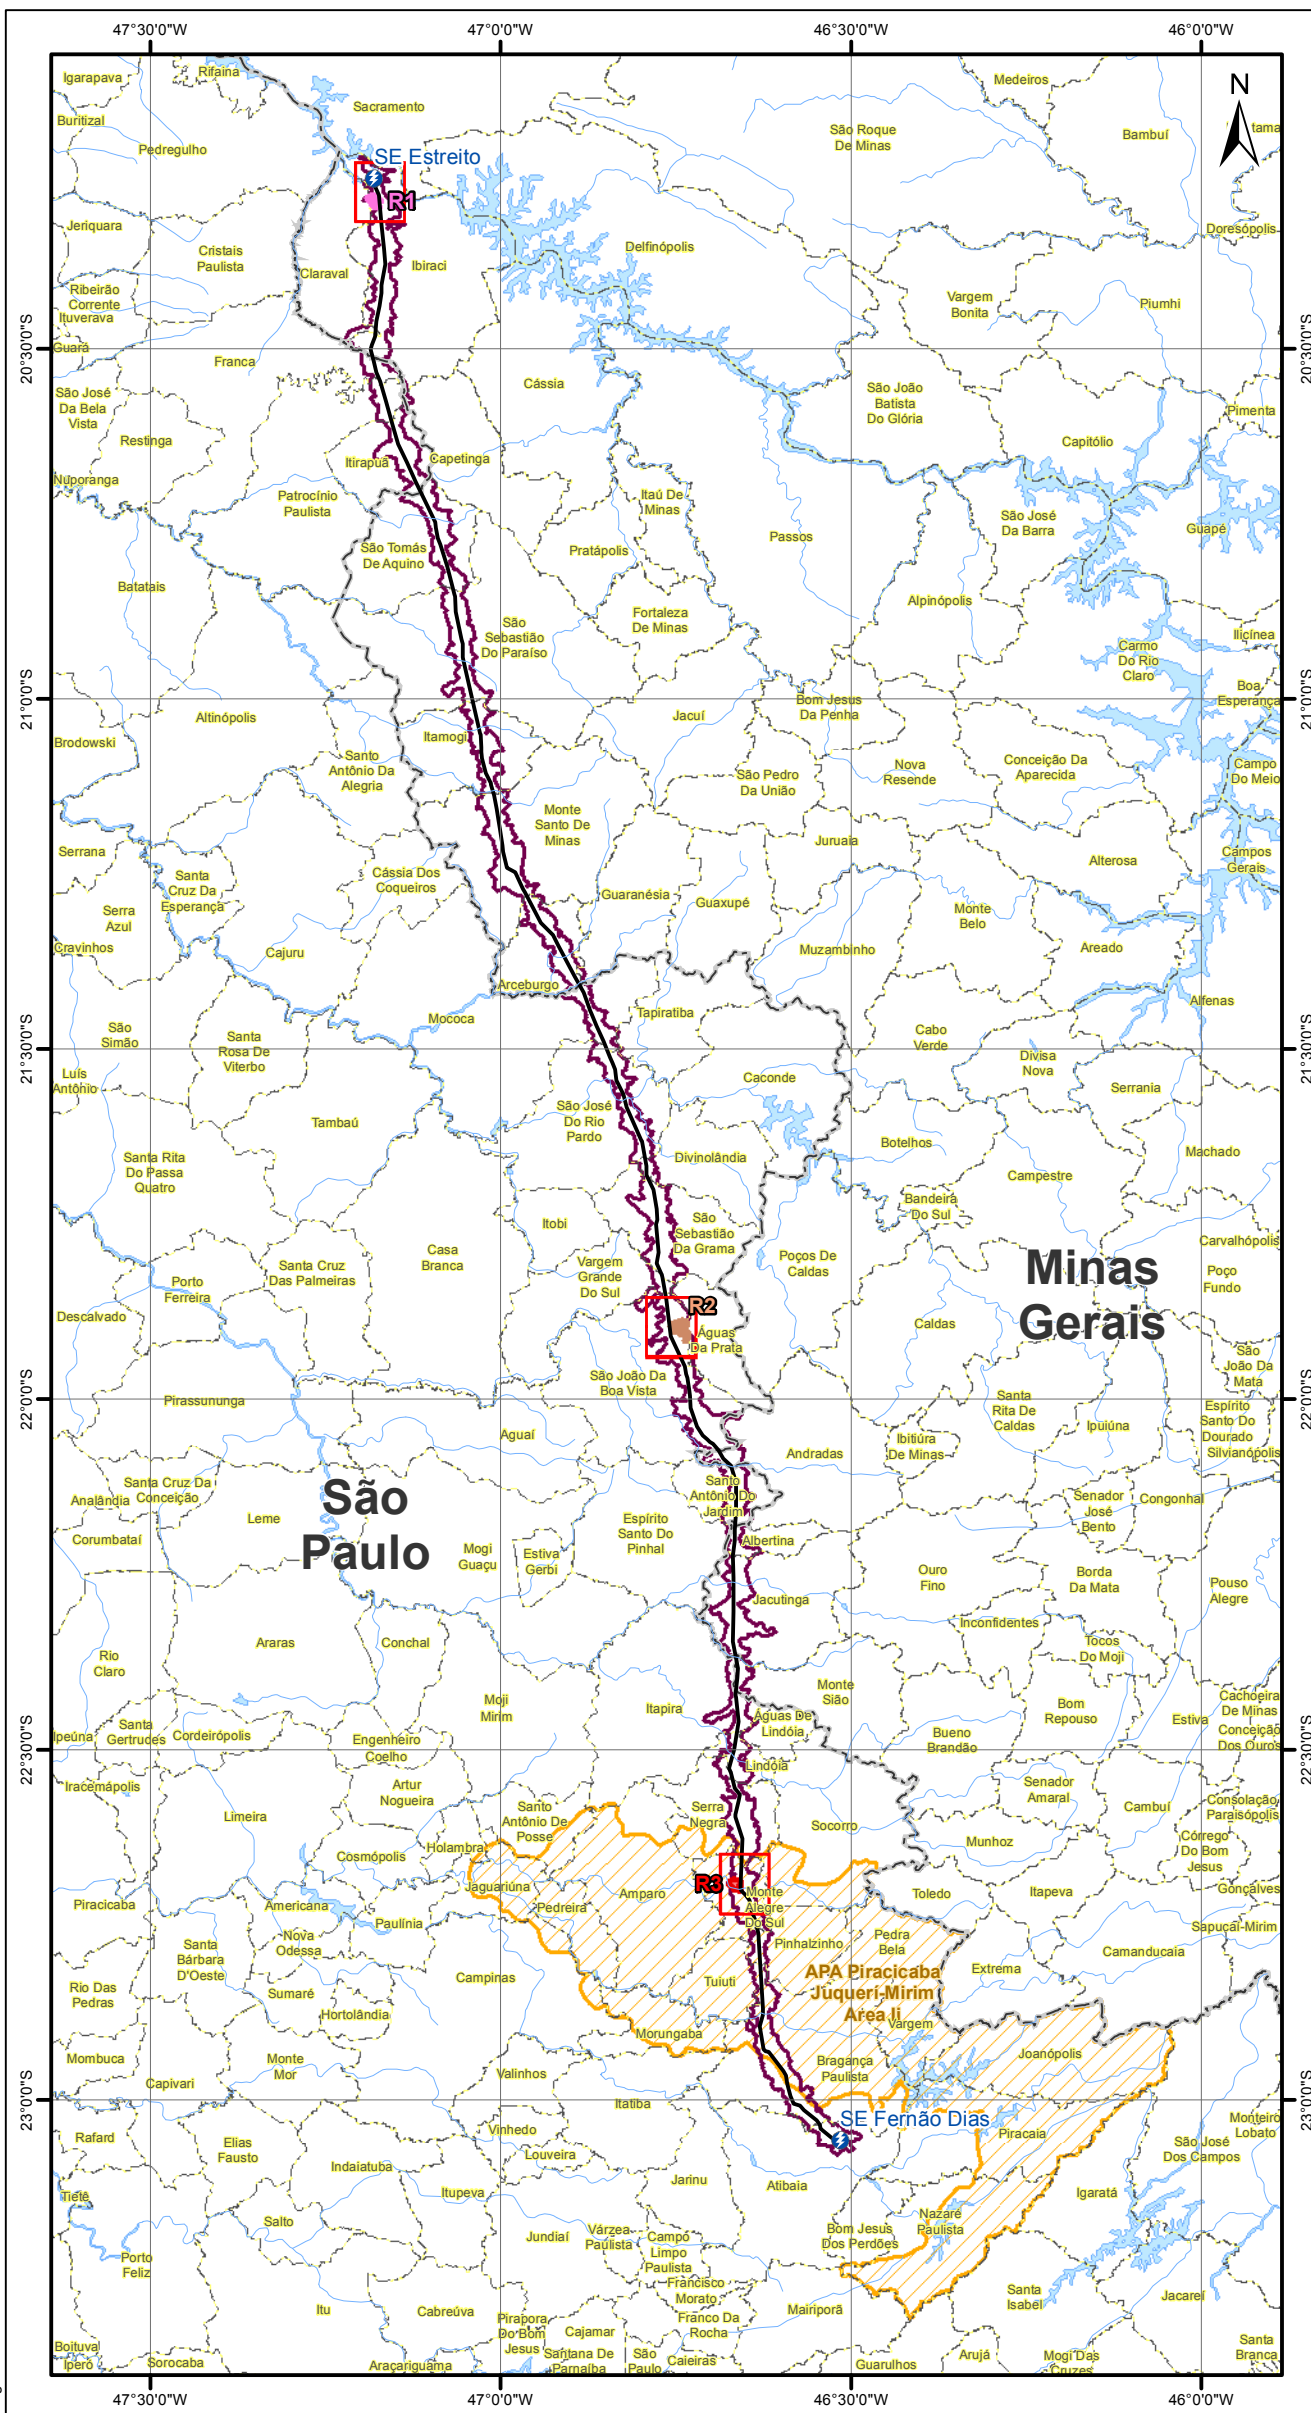 47°30'0"W
47°0'0"W
46°30'0"W
46°0'0"W
N
Igarapava
Rifaina
Sacramento
Medeiros
Buritizal
Pedregulho
São Roque
De Minas
Bambuí
tama
SE Estreito
R1
Jeriquara
Cristais
Paulista
Claraval
Ibiraci
Delfinópolis
Doresópolis
Ribeirão
Corrente
Ituverava
Vargem
Bonita
Piumhi
Guará
Franca
20°30'0"S
20°30'0"S
São José
Da Bela
Vista
Restinga
Cássia
São João
Batista
Do Glória
Pimenta
Capitólio
Itirapuã
Capetinga
Nuporanga
Patrocínio
Paulista
Itaú De
Minas
São José
Da Barra
Guapé
Passos
São Tomás
De Aquino
Pratápolis
Batatais
Alpinópolis
Fortaleza
De Minas
São
Sebastião
Do Paraíso
Ilicínea
Carmo
Do Rio
Claro
Boa
Esperança
21°0'0"S
21°0'0"S
Altinópolis
Jacuí
Bom Jesus
Da Penha
Brodowski
Itamogi
Santo
Antônio Da
Alegria
São Pedro
Da União
Nova
Resende
Conceição Da
Aparecida
Campo
Do Meio
Monte
Santo De
Minas
Juruaia
Serrana
Santa
Cruz Da
Esperança
Cássia Dos
Coqueiros
Alterosa
Campos
Gerais
Guaranésia
Guaxupé
Serra
Azul
Monte
Belo
Cravinhos
Cajuru
Muzambinho
Areado
Arceburgo
Alfenas
Mococa
Tapiratiba
São
Simão
Santa
Rosa De
Viterbo
Cabo
Verde
Divisa
Nova
21°30'0"S
21°30'0"S
Luís
Antônio
Caconde
Serrania
São José
Do Rio
Pardo
Tambaú
Botelhos
Machado
Santa Rita
Do Passa
Quatro
Divinolândia
Campestre
Bandeira
Do Sul
Itobi
São
Sebastião
Da Grama
Casa
Branca
Carvalhópolis
Poços De
Caldas
Santa Cruz
Das Palmeiras
Vargem
Grande
Do Sul
Minas
Gerais
Poço
Fundo
Porto
Ferreira
Descalvado
R2
Águas
Da Prata
Caldas
São
João Da
Mata
São João Da
Boa Vista
22°0'0"S
22°0'0"S
Pirassununga
Santa
Rita De
Caldas
Ipuiúna
Espírito
Santo Do
Dourado
Silvianópolis
Aguaí
Ibitiúra
De Minas
Andradas
Santa Cruz Da
Conceição
Analândia
São
Paulo
Santo
Antônio Do
Jardim
Senador
José
Bento
Congonhal
Leme
Espírito
Santo Do
Pinhal
Corumbataí
Albertina
Mogi
Guaçu
Estiva
Gerbi
Ouro
Fino
Borda
Da Mata
Pouso
Alegre
Jacutinga
Inconfidentes
Araras
Conchal
Tocos
Do Moji
Rio
Claro
Monte
Sião
Moji
Mirim
Itapira
Bom
Repouso
Cachoeira
De Minas
Águas De
Lindóia
Estiva
Ipeúna
Santa
Gertrudes
Cordeirópolis
Engenheiro
Coelho
Bueno
Brandão
Conceição
Dos Ouros
22°30'0"S
22°30'0"S
Lindóia
Iracemápolis
Artur
Nogueira
Senador
Amaral
Consolação
Paraisópolis
Cambuí
Limeira
Santo
Antônio De
Posse
Serra
Negra
Socorro
Munhoz
Córrego
Do Bom
Jesus
Holambra
Cosmópolis
R3
Jaguariúna
Amparo
Monte
Alegre
Do Sul
Toledo
Itapeva
Gonçalves
Piracicaba
Americana
Pedreira
Paulínia
Nova
Odessa
Pinhalzinho
Pedra
Bela
Sapucaí-Mirim
Camanducaia
Santa
Bárbara
D'Oeste
Campinas
Tuiuti
APA Piracicaba
Juqueri-Mirim
Area Ii
Extrema
Rio Das
Pedras
Sumaré
Hortolândia
Morungaba
Vargem
Joanópolis
Mombuca
Monte
Mor
Bragança
Paulista
Capivari
Valinhos
Itatiba
23°0'0"S
23°0'0"S
SE Fernão Dias
Piracaia
Monteiro
Lobato
Rafard
Elias
Fausto
Vinhedo
Louveira
São José
Dos Campos
Indaiatuba
Jarinu
Atibaia
Igaratá
Tietê
Itupeva
Salto
Jundiaí
Várzea
Paulista
Campo
Limpo
Paulista
Bom Jesus
Dos Perdões
Nazaré
Paulista
Porto
Feliz
Francisco
Morato
Santa
Isabel
Jacareí
Itu
Cabreúva
Pirapora
Do Bom
Jesus
Cajamar
Franco Da
Rocha
Mairiporã
Boituva
Iperó
Sorocaba
Araçariguama
Santana De
Parnaíba
São
Paulo
Caieiras
Guarulhos
Arujá
Mogi Das
Cruzes
Santa
Branca
47°30'0"W
47°0'0"W
46°30'0"W
46°0'0"W